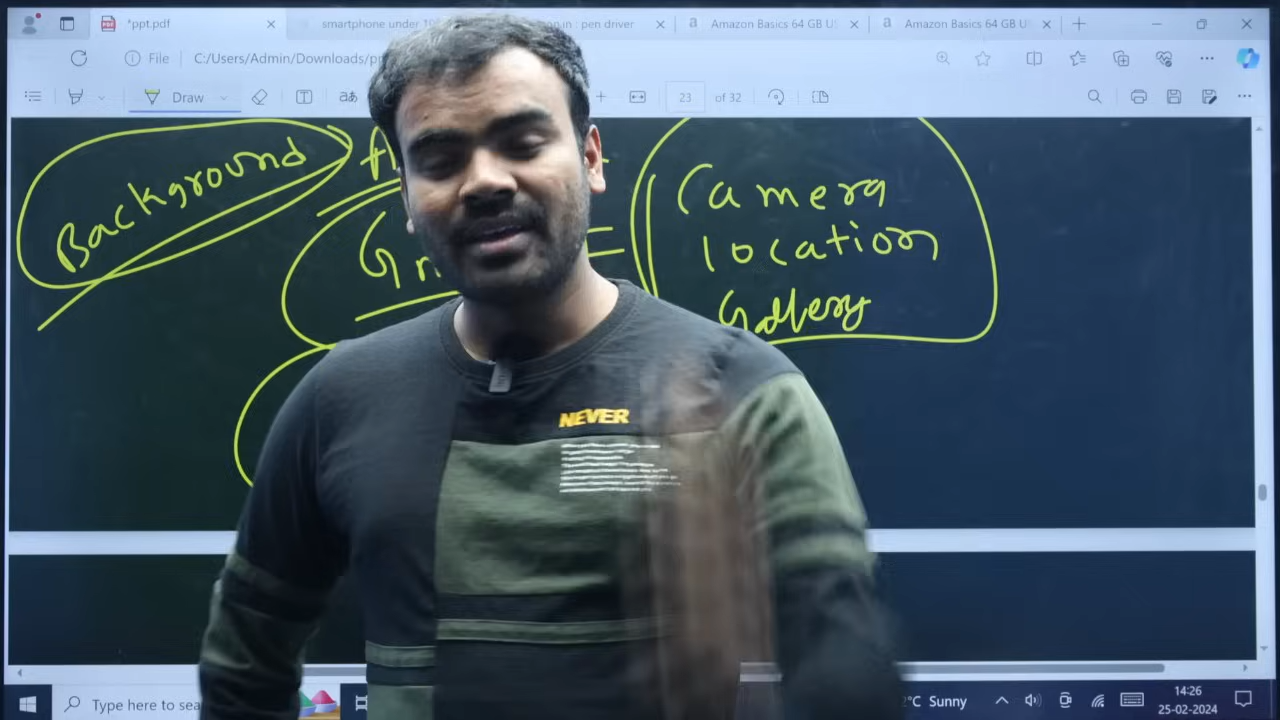 *ppt.pdf
smartphone under
: pen driver
Amazon Basics 64 GB U
Amazon Basics 64 GB U
File C:/Users/Admin/Downloads/
Draw 23 of 32
Background
Camera
location
Gallery
NEVER
Type here to
°C Sunny
14:26
25-02-2024